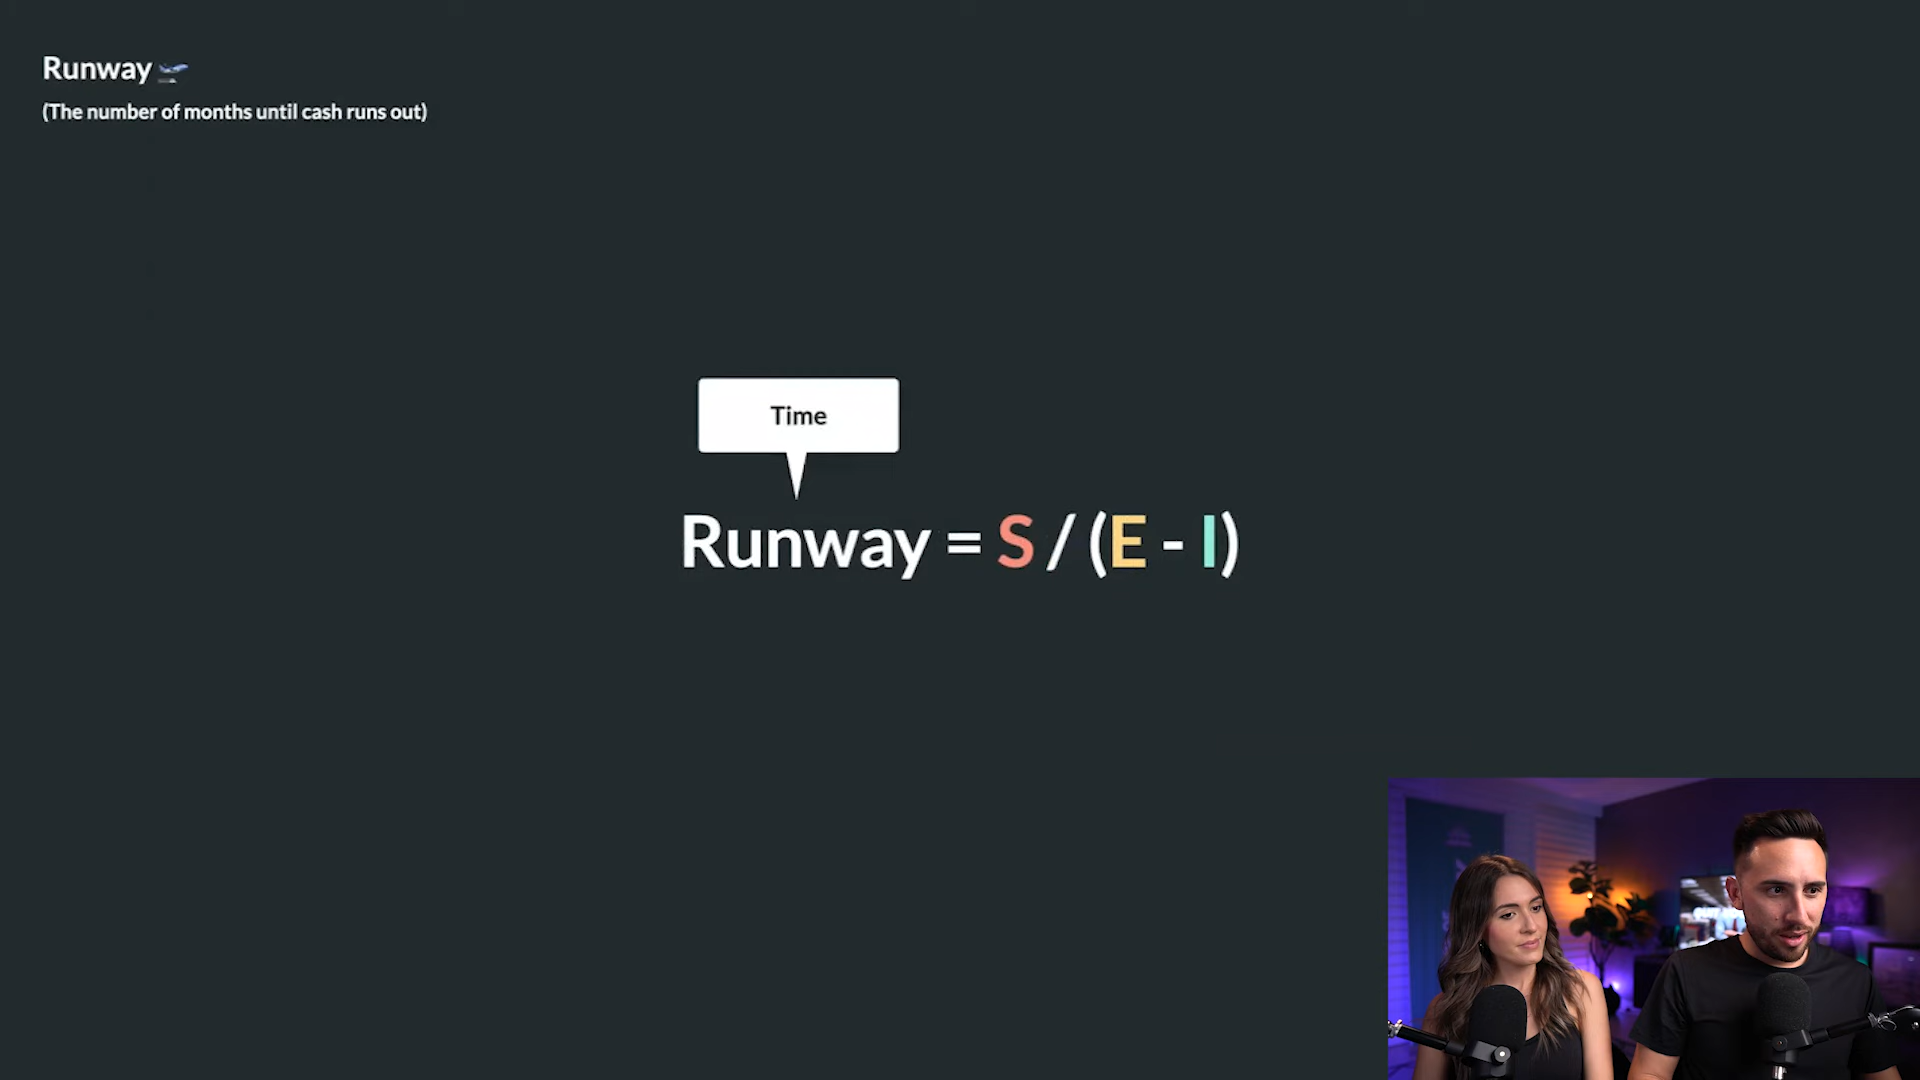 Runway
(The number of months until cash runs out)
Time
Runway = S / (E - I)